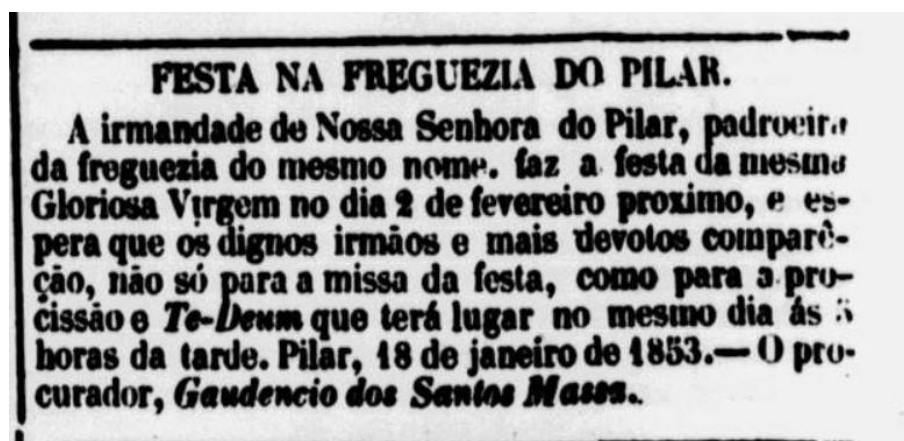 FESTA NA FREGUEZIA DO PILAR.
A irmandade de Nossa Senhora do Pilar, padroeira
da freguezia do mesmo nome. faz a festa da mesma
Gloriosa Virgem no dia 2 de fevereiro proximo, e es-
pera que os dignos irmãos e mais devotos comparê-
ção, não só para a missa da festa, como para a pro-
cissão e Te-Deum que terá lugar no mesmo dia ás 5
horas da tarde. Pilar, 18 de janeiro de 1853.— O pro-
curador, Gaudencio dos Santos Massa.